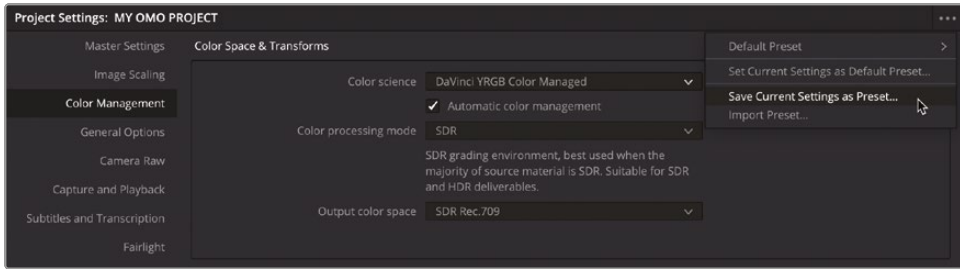 Project Settings: MY OMO PROJECT
•••
Master Settings
Image Scaling
Color Management
General Options
Camera Raw
Capture and Playback
Subtitles and Transcription
Fairlight
Color Space & Transforms
Color science DaVinci YRGB Color Managed
Automatic color management
Color processing mode SDR
SDR grading environment, best used when the
majority of source material is SDR. Suitable for SDR
and HDR deliverables.
Output color space SDR Rec.709
Default Preset >
Set Current Settings as Default Preset...
Save Current Settings as Preset...
Import Preset...